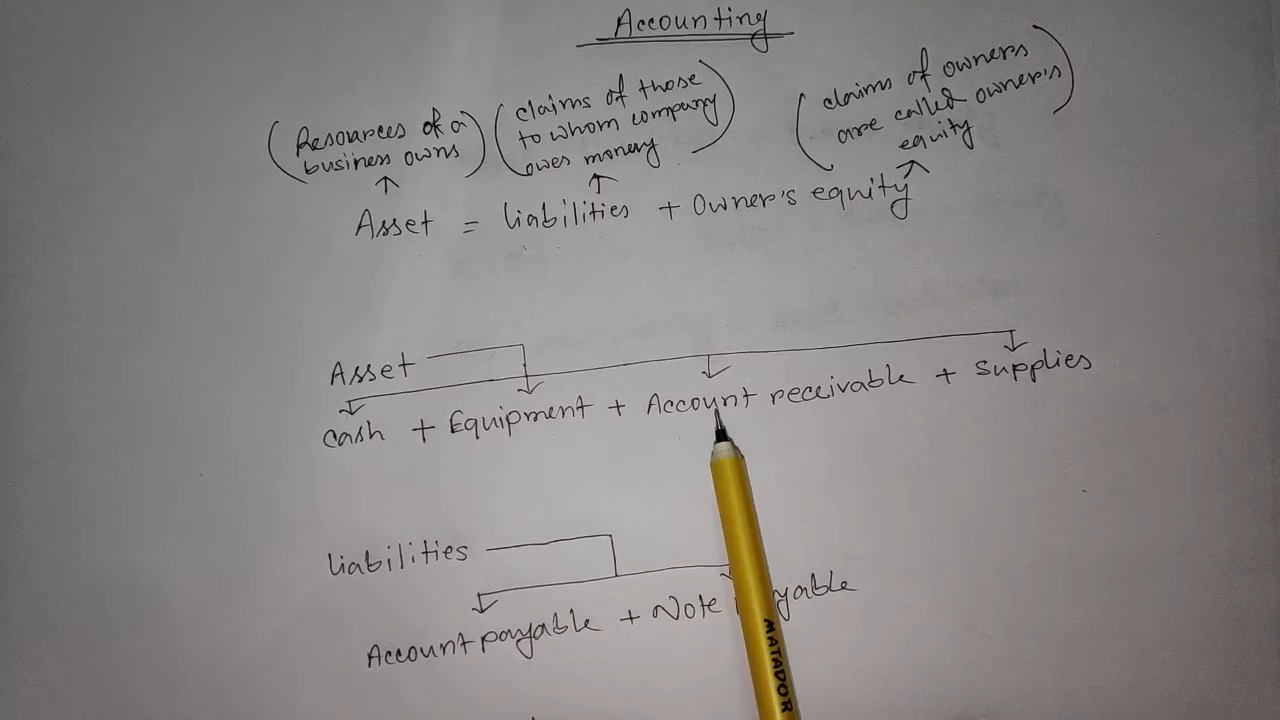 Accounting
(Resources of a
business owns)
(claims of those
to whom company
owes money)
(claims of owners
are called owner's
equity)
Asset = liabilities + Owner's equity
Asset
cash + Equipment + Account receivable + Supplies
liabilities
Account payable + Note
MATADOR